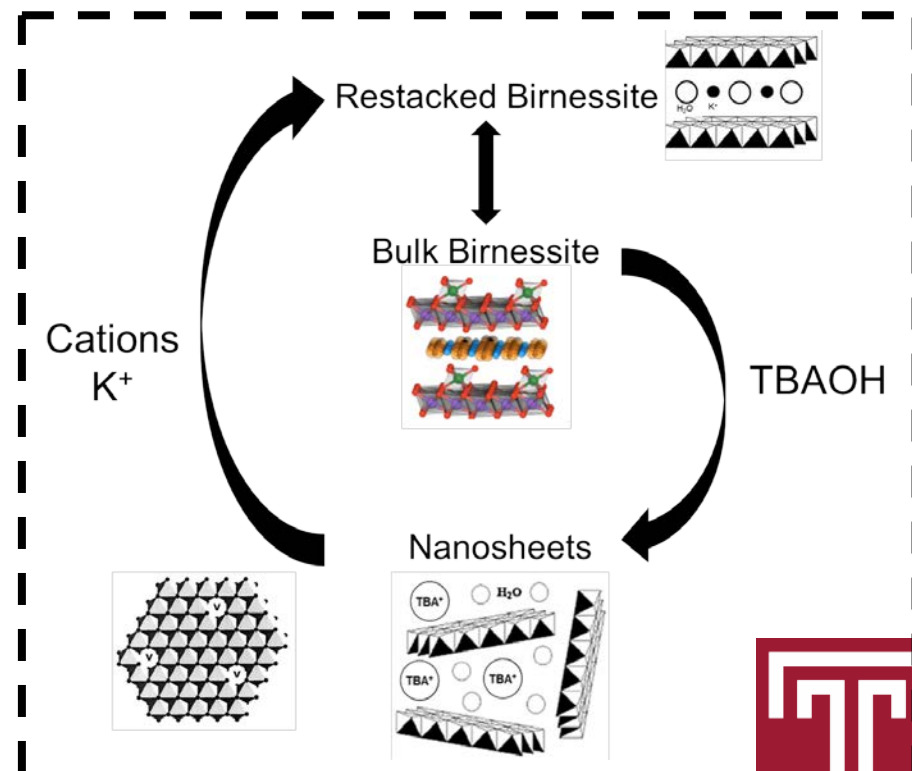 Restacked Birnessite
H₂O K⁺
Bulk Birnessite
Cations
K⁺
TBAOH
Nanosheets
TBA⁺ H₂O
TBA⁺ TBA⁺
V
V
V